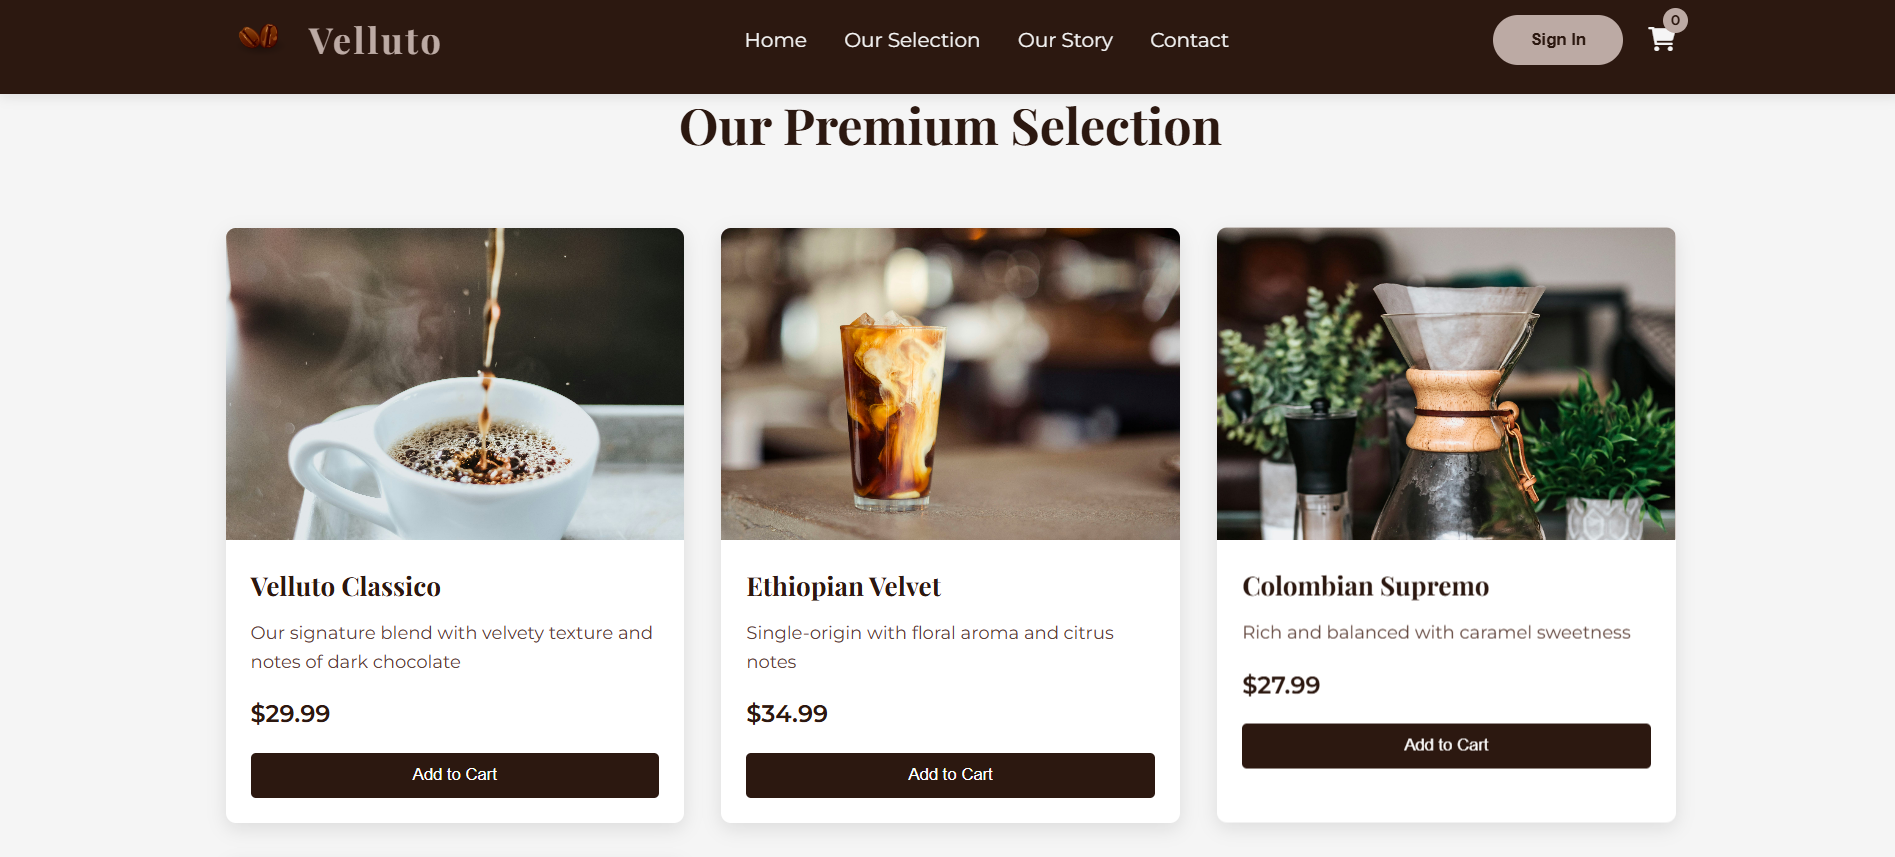 Velluto
Home
Our Selection
Our Story
Contact
Sign In
0
Our Premium Selection
Velluto Classico
Our signature blend with velvety texture and
notes of dark chocolate
$29.99
Add to Cart
Ethiopian Velvet
Single-origin with floral aroma and citrus
notes
$34.99
Add to Cart
Colombian Supremo
Rich and balanced with caramel sweetness
$27.99
Add to Cart